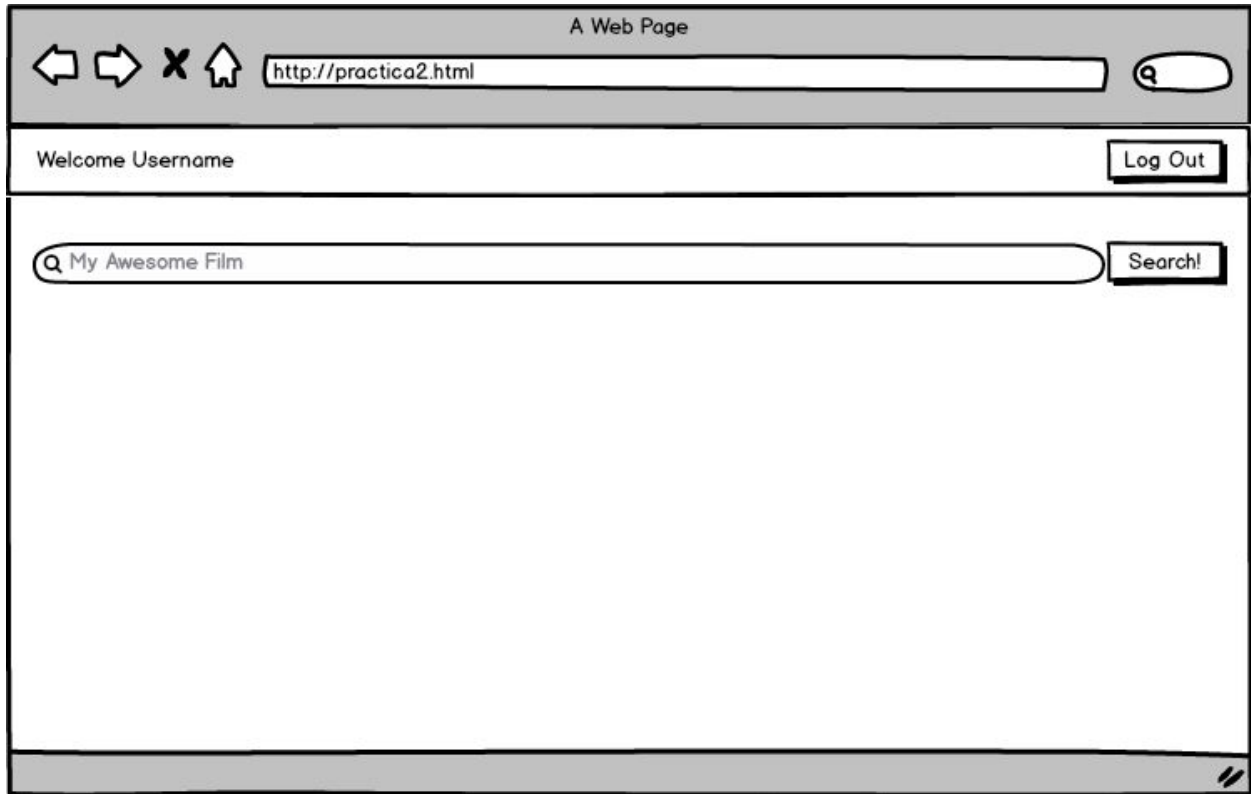 A Web Page
http://practica2.html
Welcome Username
Log Out
My Awesome Film
Search!